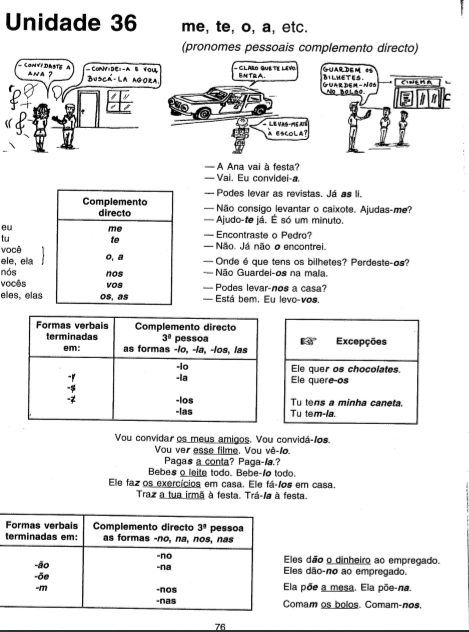 Unidade 36
me, te, o, a, etc.
(pronomes pessoais complemento directo)
- CONVIDASTE A
ANA ?
- CONVIDEI-A E VOU
BUSCÁ-LA AGORA.
- CLARO QUE TE LEVO.
ENTRA.
- LEVAS-ME ATÉ
À ESCOLA?
GUARDEM OS
BILHETES.
GUARDEM-NOS
NO BOLSO.
CINEMA
— A Ana vai à festa?
— Vai. Eu convidei-a.
— Podes levar as revistas. Já as li.
— Não consigo levantar o caixote. Ajudas-me?
— Ajudo-te já. É só um minuto.
— Encontraste o Pedro?
— Não. Já não o encontrei.
— Onde é que tens os bilhetes? Perdeste-os?
— Não Guardei-os na mala.
— Podes levar-nos a casa?
— Está bem. Eu levo-vos.
Complemento
directo
eu me
tu te
você
ele, ela o, a
nós nos
vocês vos
eles, elas os, as
Formas verbais
terminadas
em:
Complemento directo
3ª pessoa
as formas -lo, -la, -los, las
-lo
-r -la
-s
-z -los
-las
Excepções
Ele quer os chocolates.
Ele quere-os
Tu tens a minha caneta.
Tu tem-la.
Vou convidar os meus amigos. Vou convidá-los.
Vou ver esse filme. Vou vê-lo.
Pagas a conta? Paga-la.?
Bebes o leite todo. Bebe-lo todo.
Ele faz os exercícios em casa. Ele fá-los em casa.
Traz a tua irmã à festa. Trá-la à festa.
Formas verbais
terminadas em:
Complemento directo 3ª pessoa
as formas -no, na, nos, nas
-no
-ão -na
-õe
-m -nos
-nas
Eles dão o dinheiro ao empregado.
Eles dão-no ao empregado.
Ela põe a mesa. Ela põe-na.
Comam os bolos. Comam-nos.
76